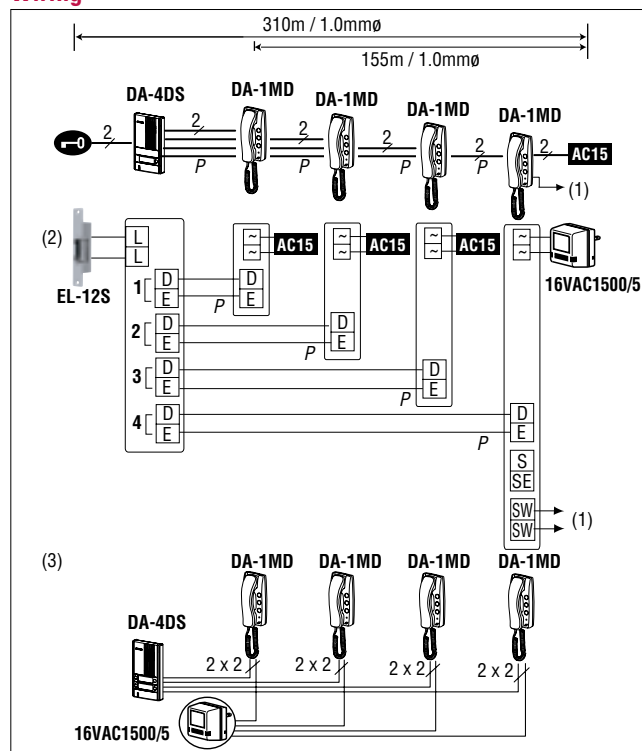 Wiring
310m / 1.0mmø
155m / 1.0mmø
DA-4DS
DA-1MD
DA-1MD
DA-1MD
DA-1MD
2
2
2
2
2
2
AC15
P
P
P
P
(1)
(2)
L
L
~
~
AC15
~
~
AC15
~
~
AC15
~
~
EL-12S
16VAC1500/5
1
D
E
P
D
E
2
D
E
P
D
E
3
D
E
P
D
E
4
D
E
P
D
E
S
SE
SW
SW
(1)
(3)
DA-1MD
DA-1MD
DA-1MD
DA-1MD
DA-4DS
2 x 2
2 x 2
2 x 2
2 x 2
16VAC1500/5